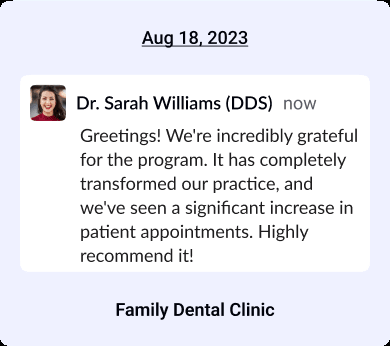 Aug 18, 2023
Dr. Sarah Williams (DDS) now
Greetings! We're incredibly grateful
for the program. It has completely
transformed our practice, and
we've seen a significant increase in
patient appointments. Highly
recommend it!
Family Dental Clinic